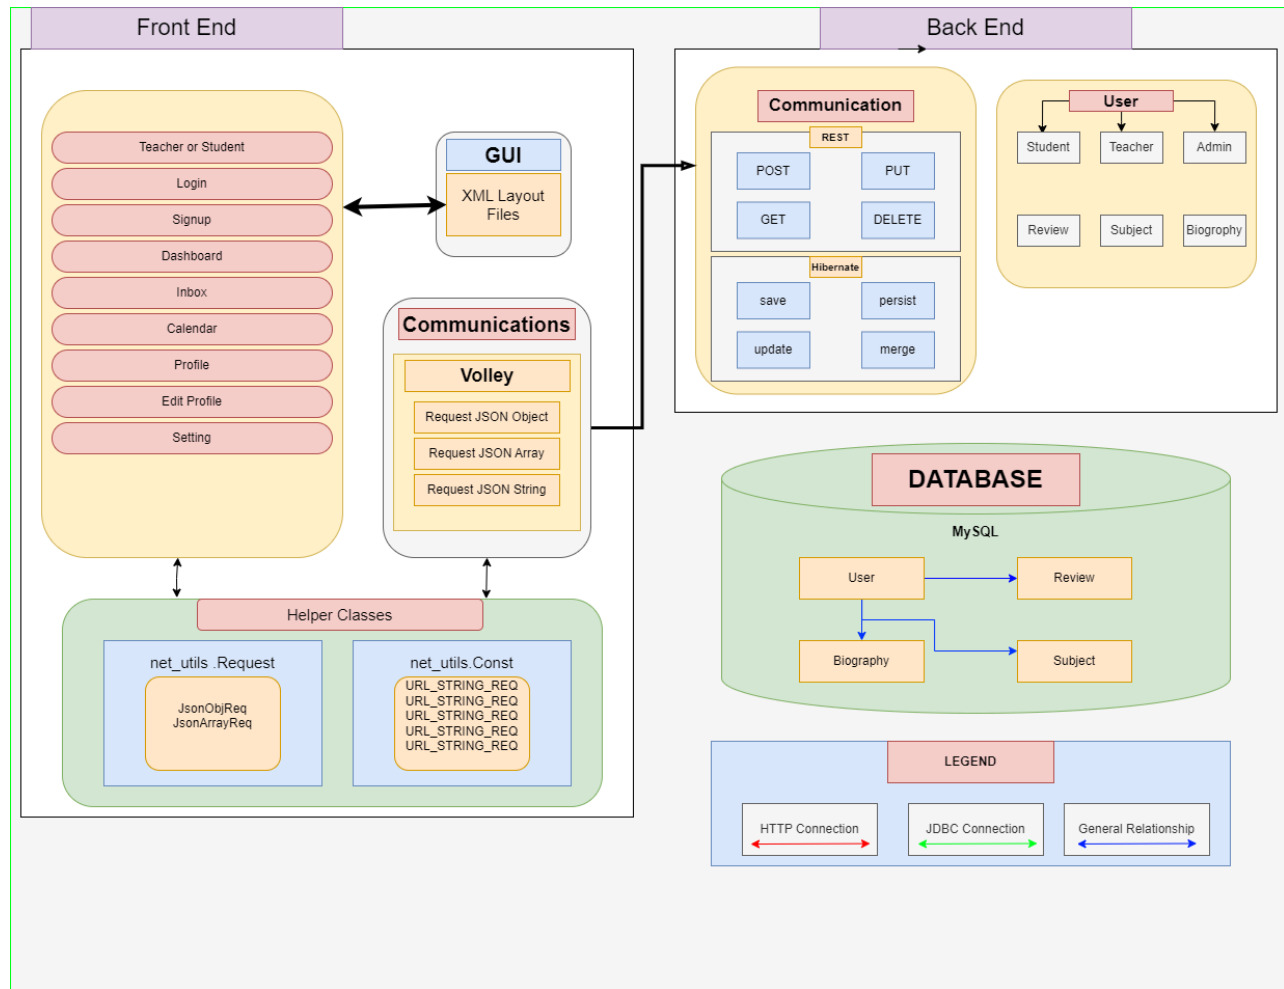 Front End
Teacher or Student
Login
Signup
Dashboard
Inbox
Calendar
Profile
Edit Profile
Setting
GUI
XML Layout
Files
Communications
Volley
Request JSON Object
Request JSON Array
Request JSON String
Helper Classes
net_utils .Request
JsonObjReq
JsonArrayReq
net_utils.Const
URL_STRING_REQ
URL_STRING_REQ
URL_STRING_REQ
URL_STRING_REQ
URL_STRING_REQ
Back End
Communication
REST
POST
PUT
GET
DELETE
Hibernate
save
persist
update
merge
User
Student
Teacher
Admin
Review
Subject
Biogrophy
DATABASE
MySQL
User
Review
Biography
Subject
LEGEND
HTTP Connection
JDBC Connection
General Relationship